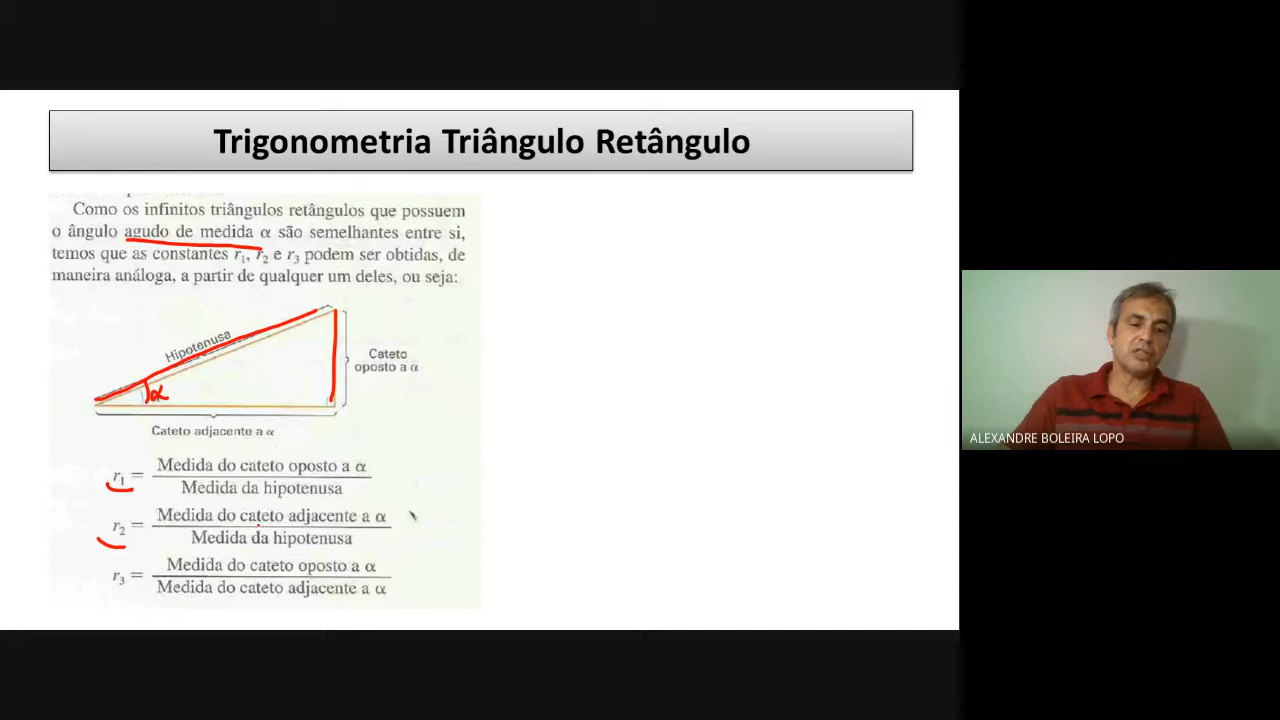 Trigonometria Triângulo Retângulo
Como os infinitos triângulos retângulos que possuem
o ângulo agudo de medida α são semelhantes entre si,
temos que as constantes r₁, r₂ e r₃ podem ser obtidas, de
maneira análoga, a partir de qualquer um deles, ou seja:
Hipotenusa
Cateto
oposto a α
α
Cateto adjacente a α
r₁ = Medida do cateto oposto a α
Medida da hipotenusa
r₂ = Medida do cateto adjacente a α
Medida da hipotenusa
r₃ = Medida do cateto oposto a α
Medida do cateto adjacente a α
ALEXANDRE BOLEIRA LOPO